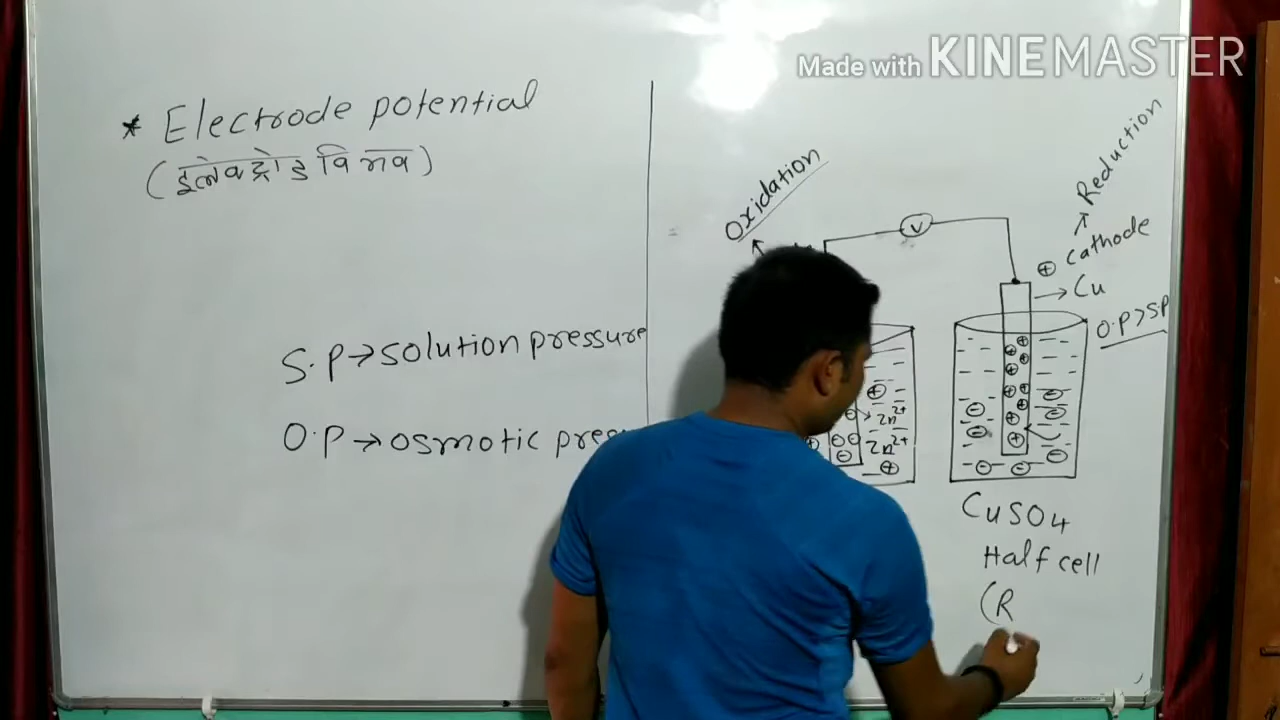 Made with KINEMASTER
* Electrode potential
(इलेक्ट्रोड विभव)
S.P → solution pressure
O.P → osmotic pres
Oxidation
Reduction
V
⊕ Cathode
→ Cu
O.P > S.P
Zn2+
Zn2+
CuSO4
Half cell
(R